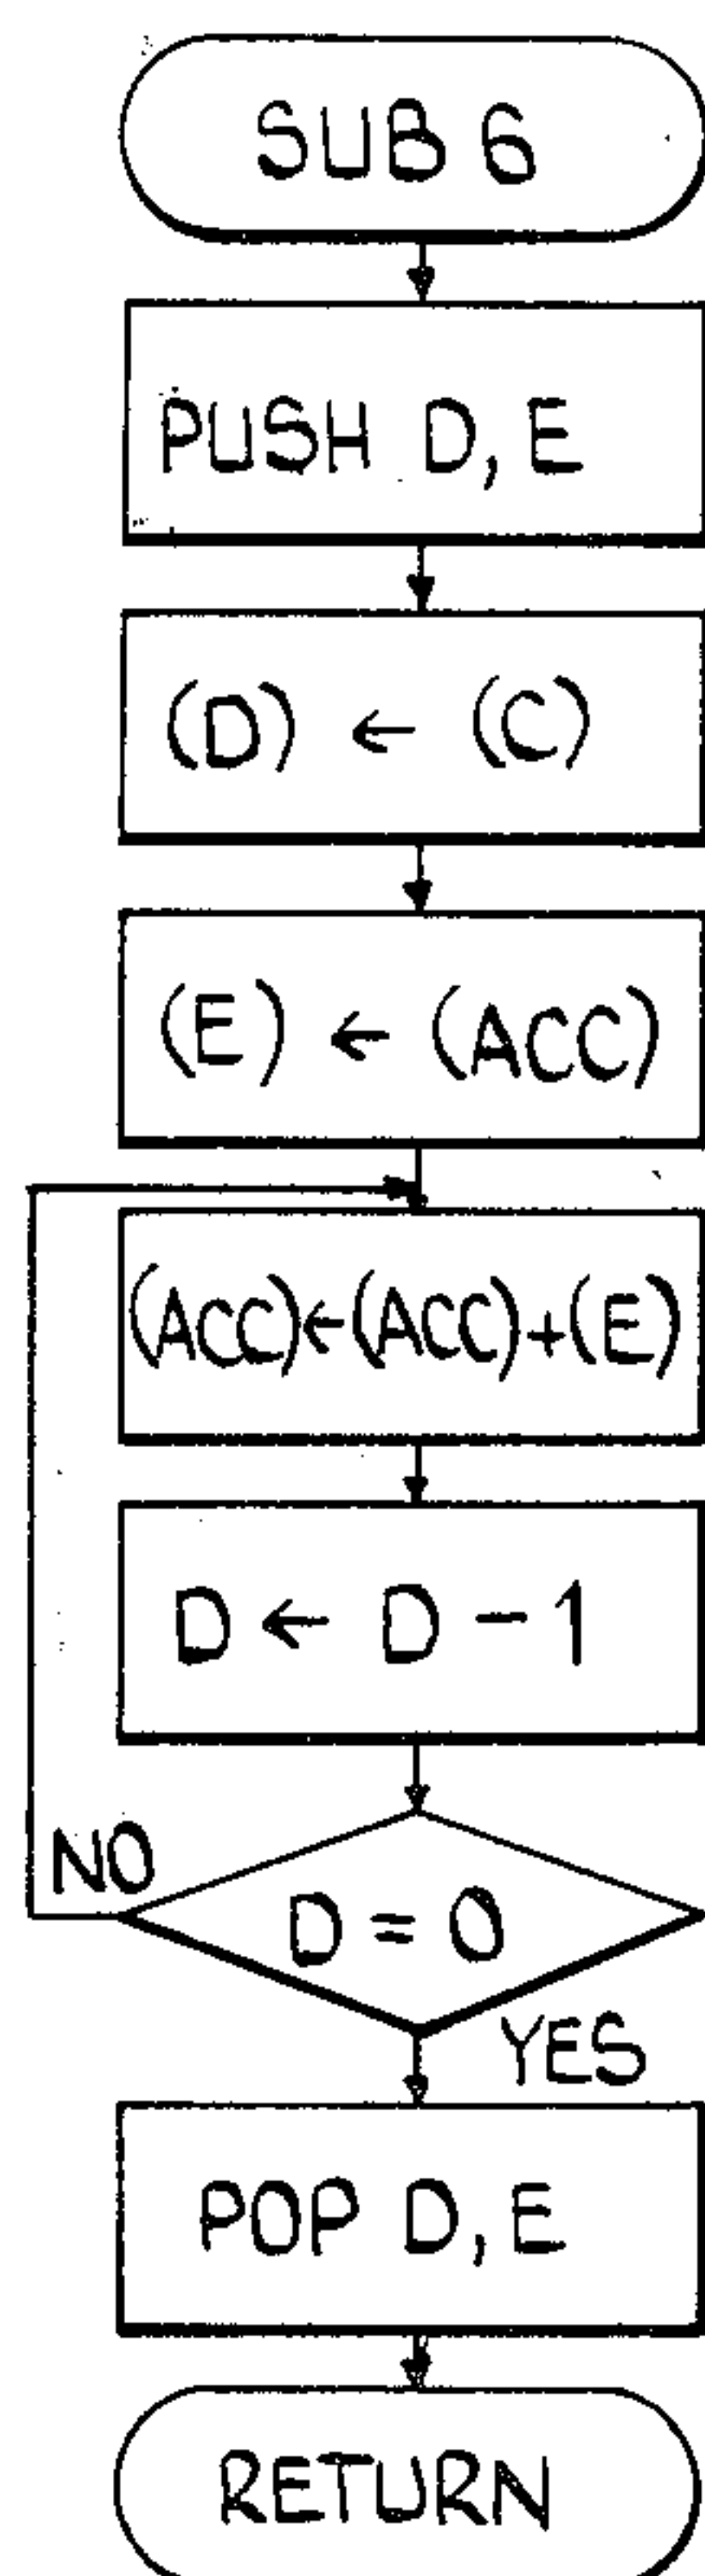 SUB 6
PUSH D, E
(D) ← (C)
(E) ← (ACC)
(ACC)←(ACC)+(E)
D ← D - 1
NO
D = 0
YES
POP D, E
RETURN